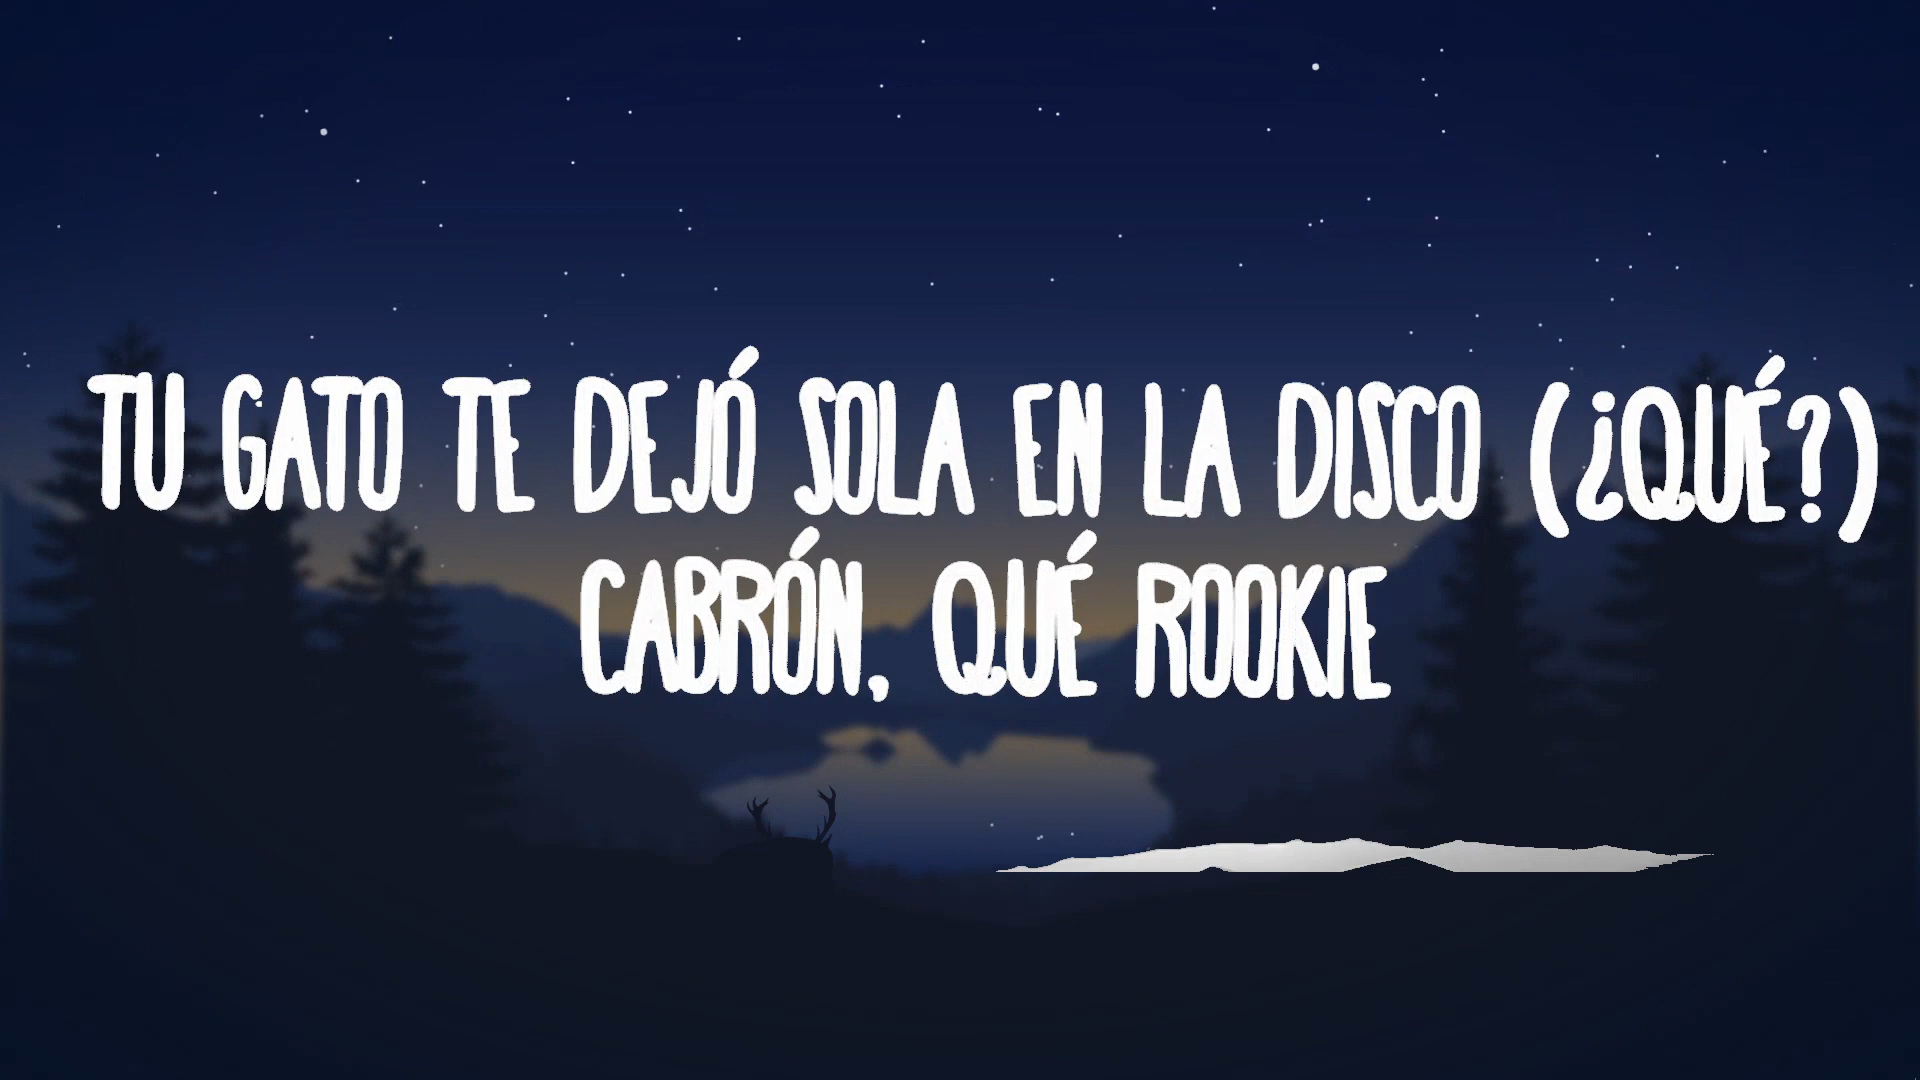 TU GATO TE DEJÓ SOLA EN LA DISCO (¿QUÉ?)
CABRÓN, QUÉ ROOKIE